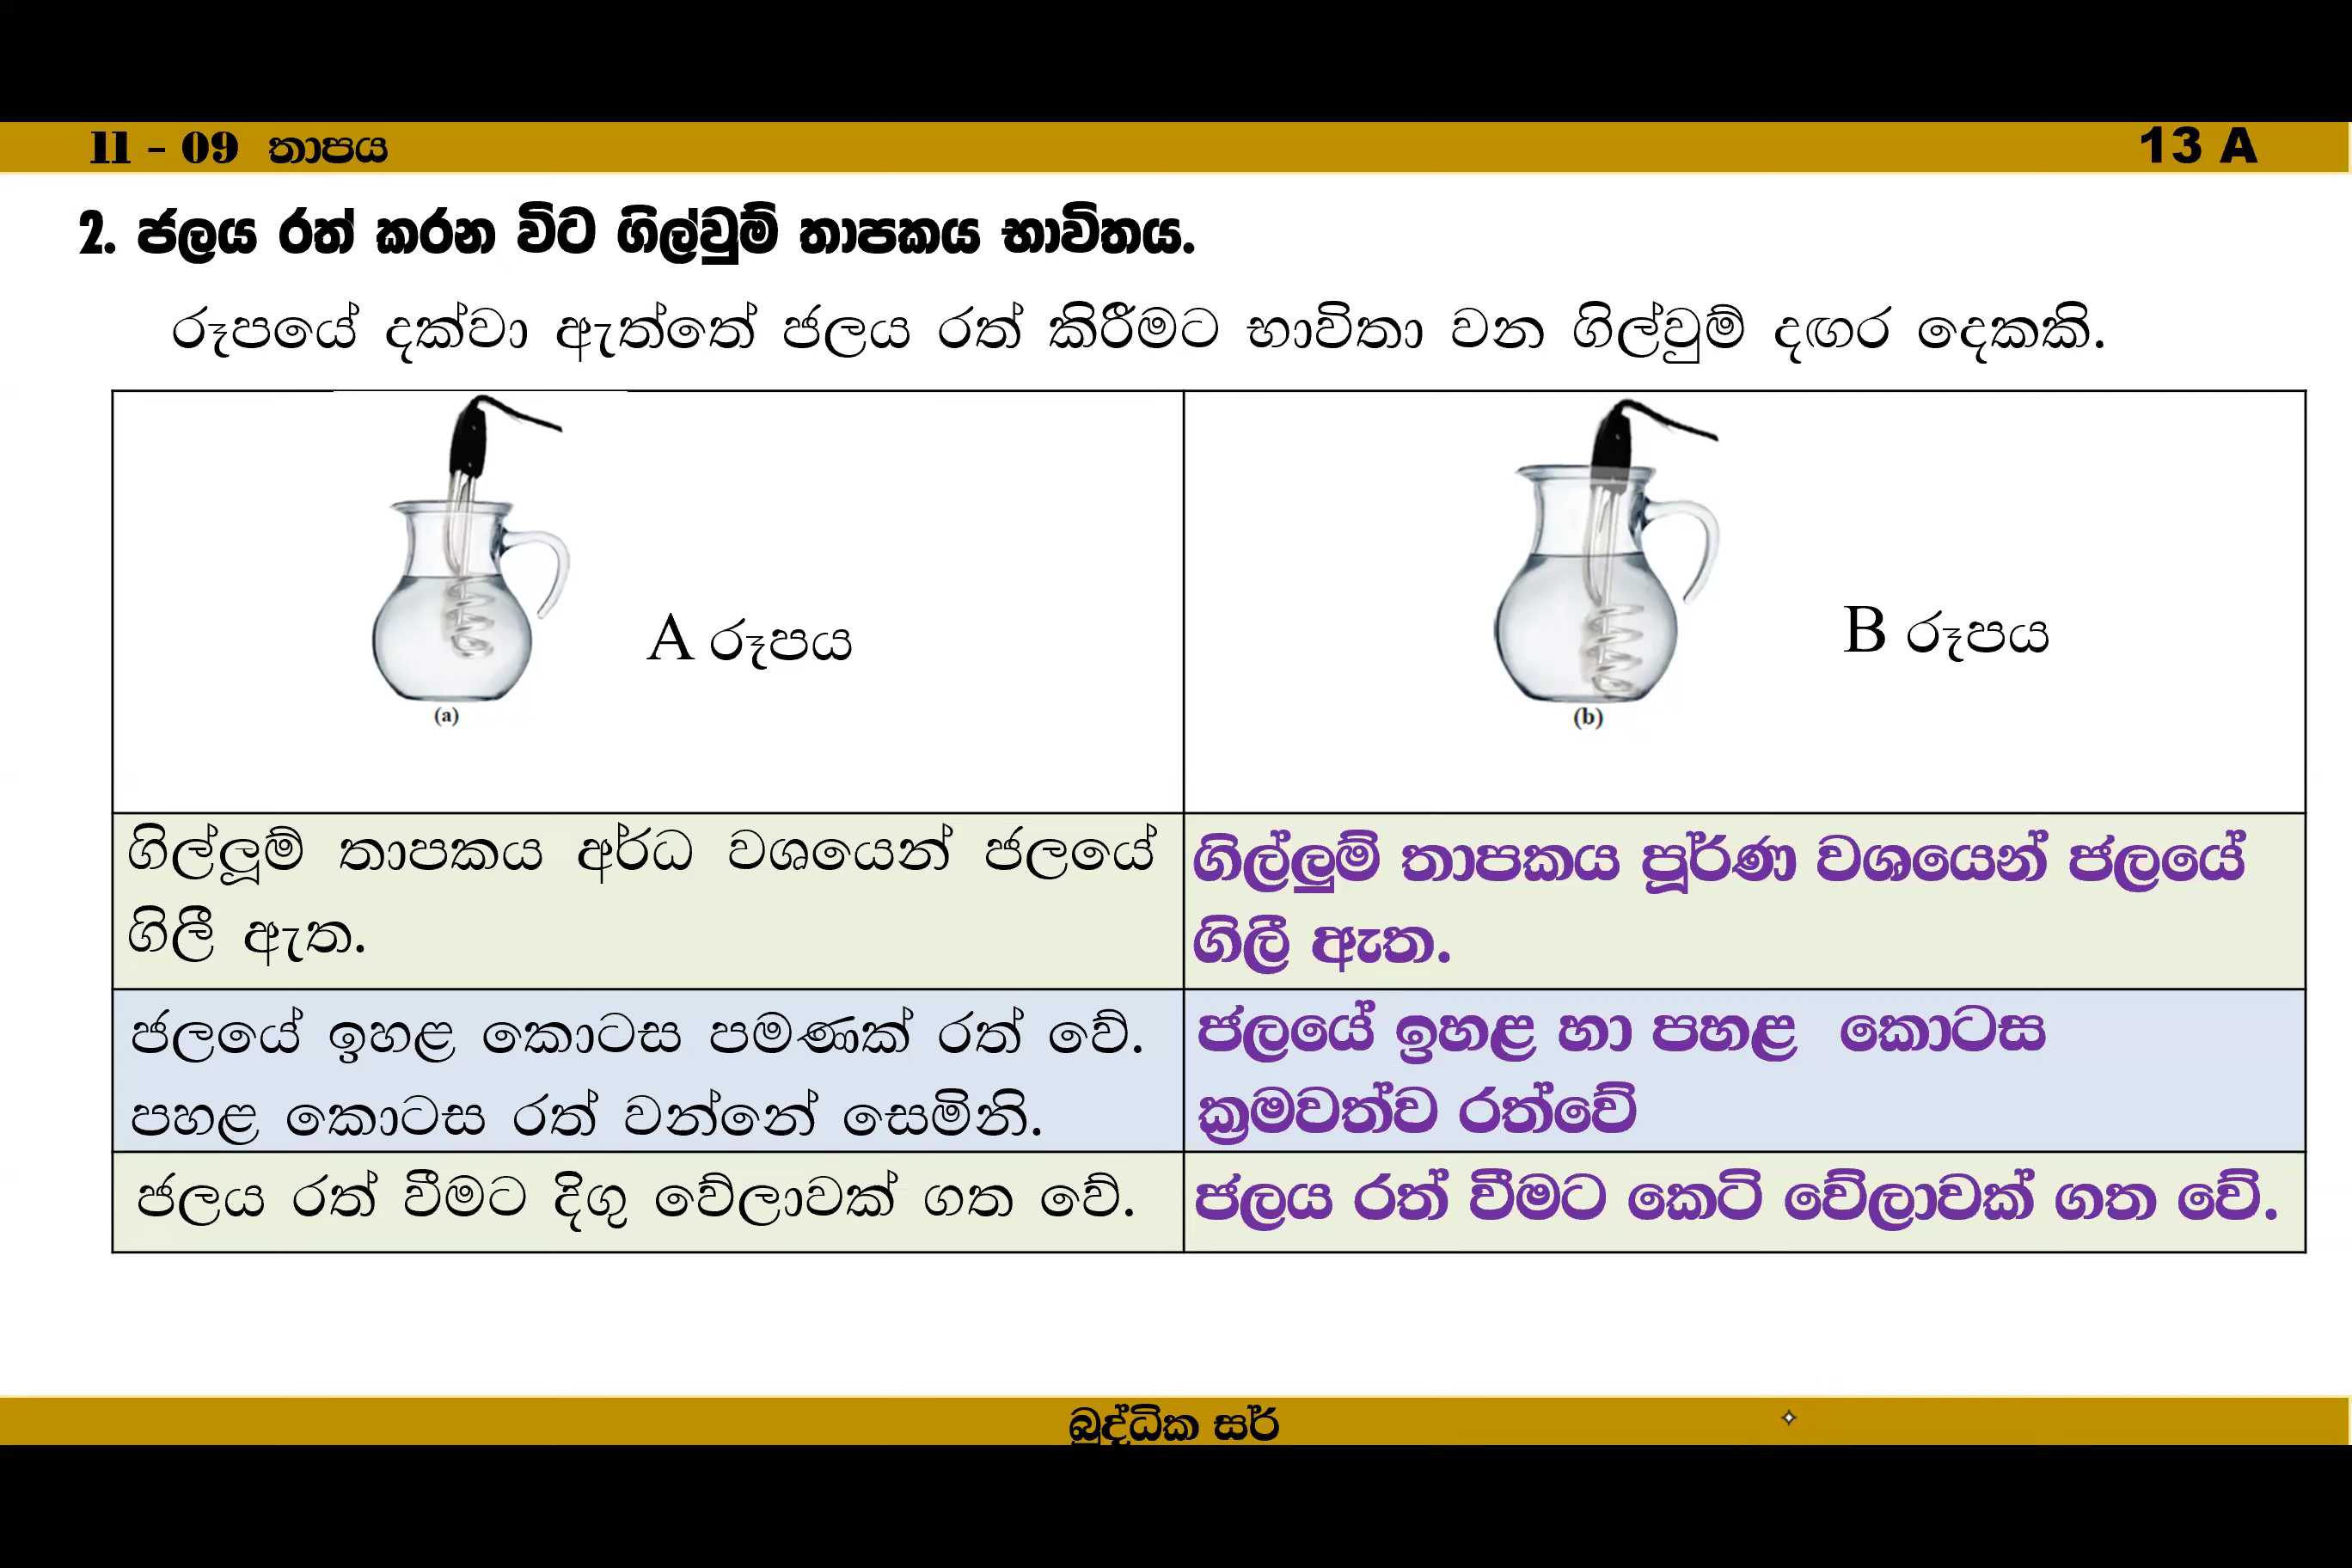 11 - 09 තාපය
13 A
2. ජලය රත් කරන විට ගිල්වුම් තාපකය භාවිතය.
රූපයේ දක්වා ඇත්තේ ජලය රත් කිරීමට භාවිතා වන ගිල්වුම් දඟර දෙකකි.
A රූපය
(a)
B රූපය
(b)
ගිල්ලූම් තාපකය අර්ධ වශයෙන් ජලයේ
ගිලී ඇත.
ගිල්ලුම් තාපකය පූර්ණ වශයෙන් ජලයේ
ගිලී ඇත.
ජලයේ ඉහළ කොටස පමණක් රත් වේ.
පහළ කොටස රත් වන්නේ සෙමිනි.
ජලයේ ඉහළ හා පහළ කොටස
ක්‍රමවත්ව රත්වේ
ජලය රත් වීමට දිගු වේලාවක් ගත වේ.
ජලය රත් වීමට කෙටි වේලාවක් ගත වේ.
බුද්ධික සර්